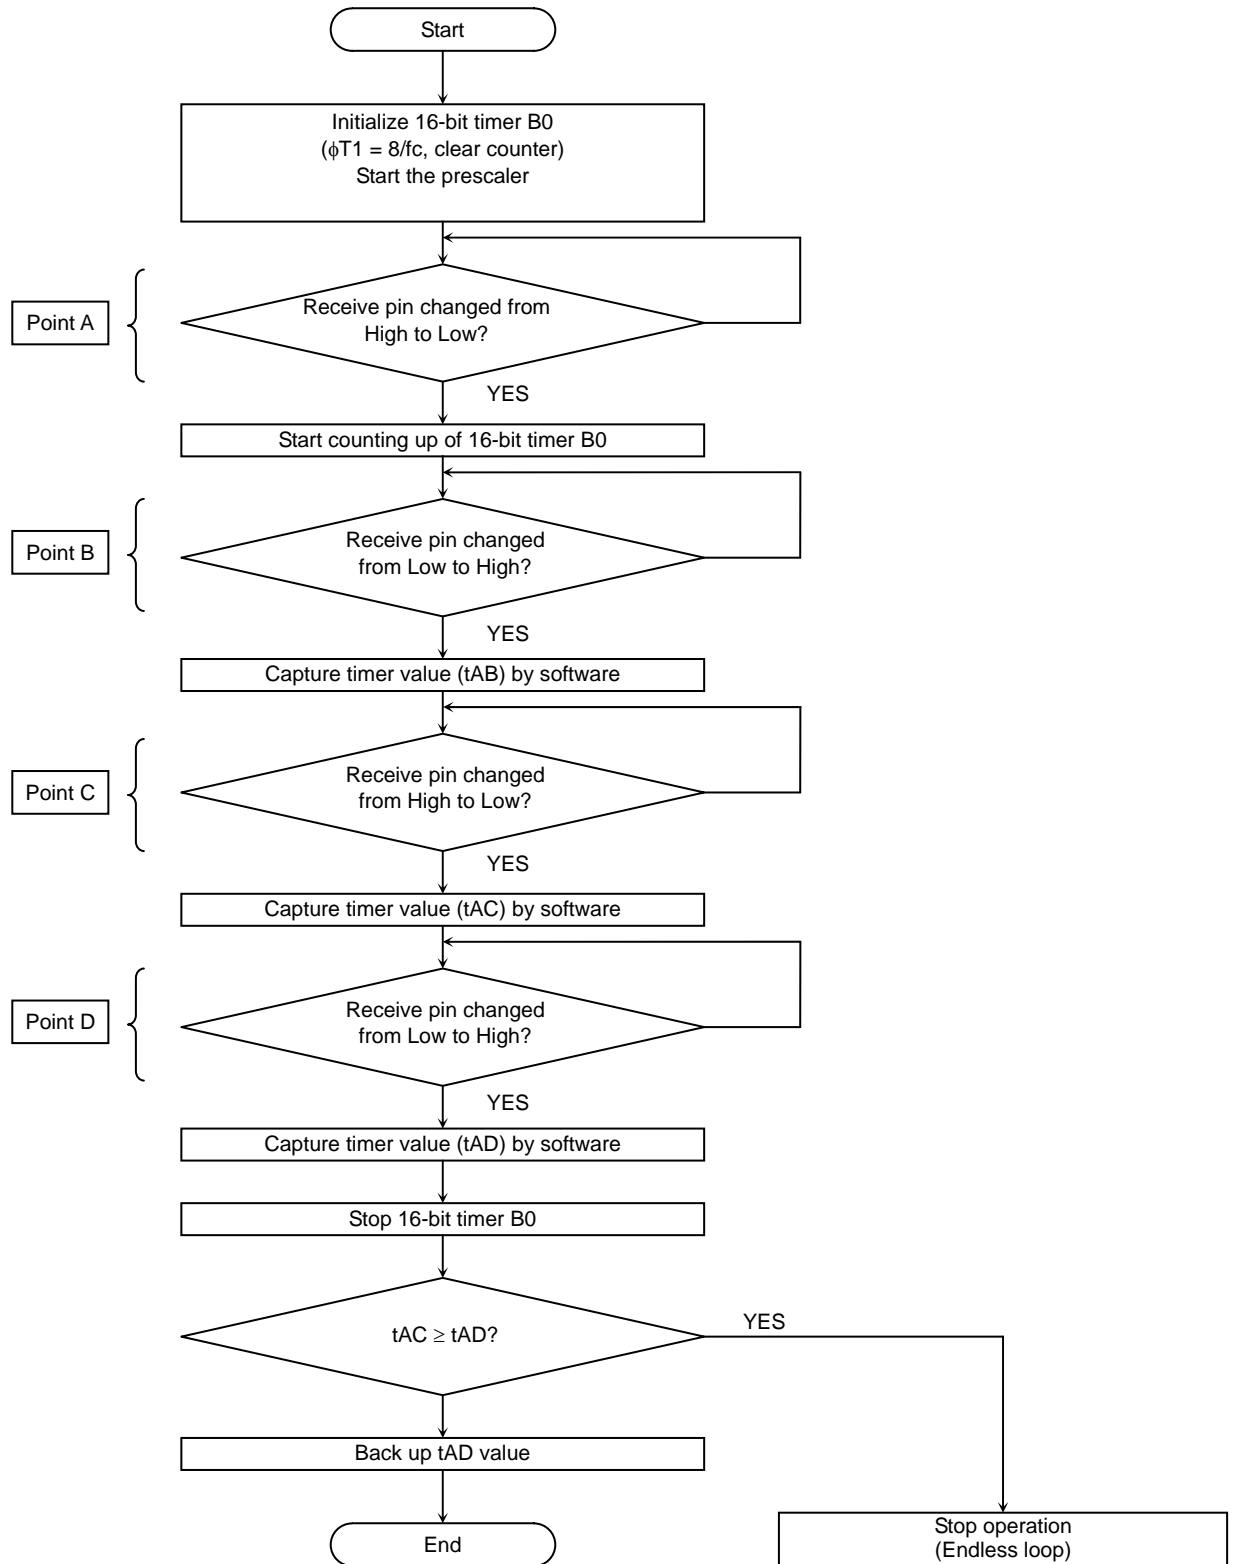 Start
Initialize 16-bit timer B0
(ϕT1 = 8/fc, clear counter)
Start the prescaler
Point A
Receive pin changed from
High to Low?
YES
Start counting up of 16-bit timer B0
Point B
Receive pin changed
from Low to High?
YES
Capture timer value (tAB) by software
Point C
Receive pin changed
from High to Low?
YES
Capture timer value (tAC) by software
Point D
Receive pin changed
from Low to High?
YES
Capture timer value (tAD) by software
Stop 16-bit timer B0
tAC ≥ tAD?
YES
Back up tAD value
End
Stop operation
(Endless loop)